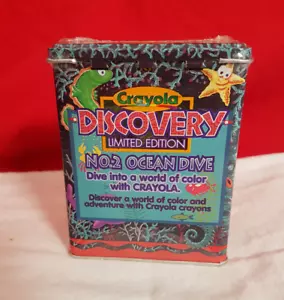 Crayola
DISCOVERY
LIMITED EDITION
NO.2 OCEAN DIVE
Dive into a world of color
with CRAYOLA.
Discover a world of color and
adventure with Crayola crayons